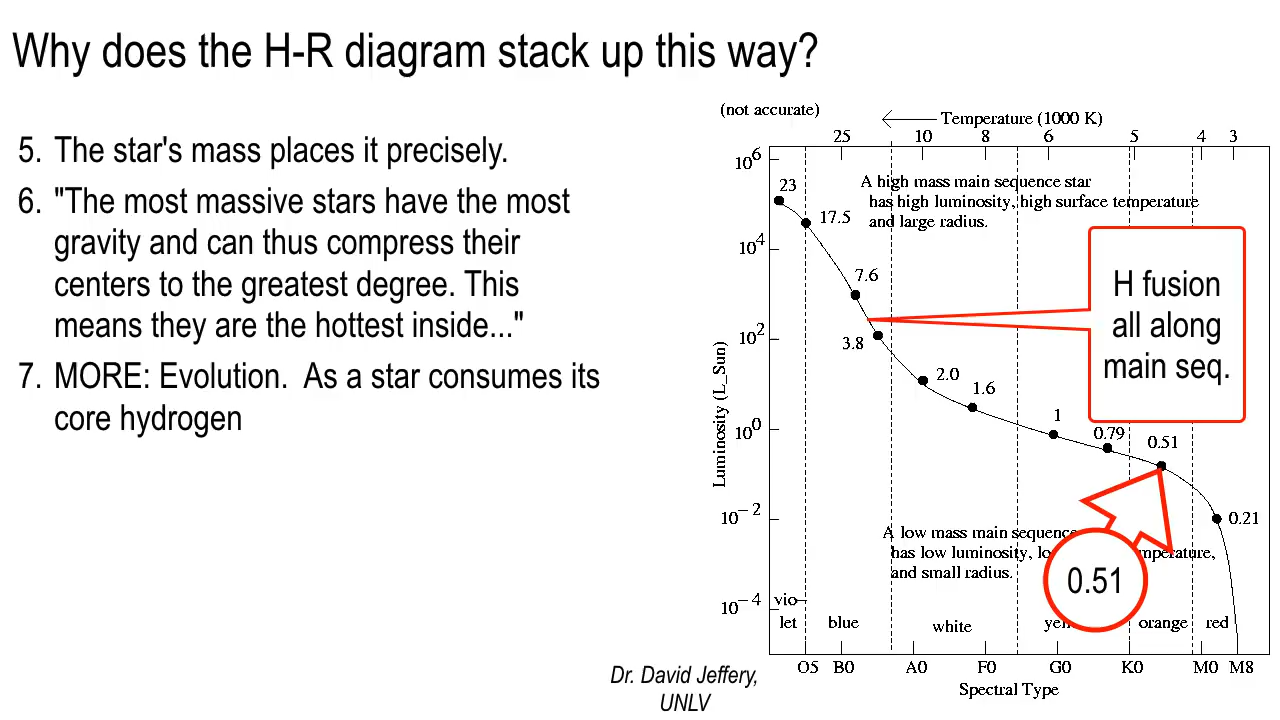 Why does the H-R diagram stack up this way?
5. The star's mass places it precisely.
6. "The most massive stars have the most
gravity and can thus compress their
centers to the greatest degree. This
means they are the hottest inside..."
7. MORE: Evolution. As a star consumes its
core hydrogen
(not accurate)
Temperature (1000 K)
25 10 8 6 5 4 3
10^6
10^4
10^2
10^0
10^-2
10^-4
Luminosity (L_Sun)
23
17.5
7.6
3.8
2.0
1.6
1
0.79
0.51
0.21
A high mass main sequence star
has high luminosity, high surface temperature
and large radius.
H fusion
all along
main seq.
A low mass main sequence
has low luminosity,
and small radius.
0.51
vio-
let blue white orange red
O5 B0 A0 F0 G0 K0 M0 M8
Spectral Type
Dr. David Jeffery,
UNLV